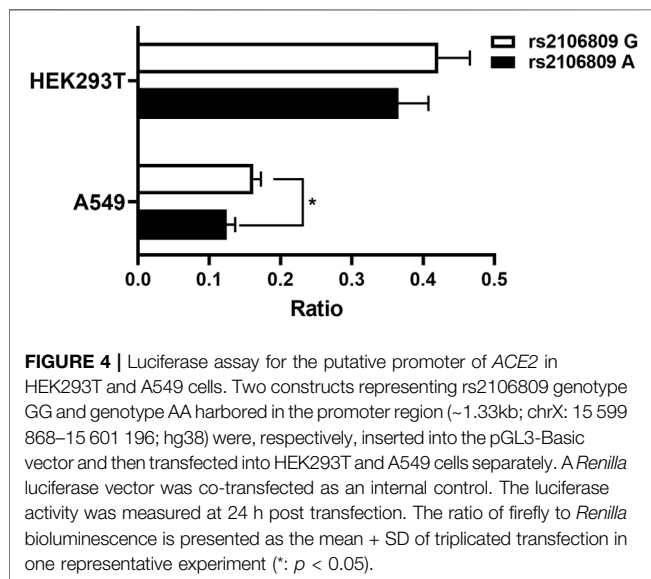 rs2106809 G
rs2106809 A
HEK293T
A549
*
0.0 0.1 0.2 0.3 0.4 0.5
Ratio
FIGURE 4 | Luciferase assay for the putative promoter of ACE2 in
HEK293T and A549 cells. Two constructs representing rs2106809 genotype
GG and genotype AA harbored in the promoter region (~1.33kb; chrX: 15 599
868–15 601 196; hg38) were, respectively, inserted into the pGL3-Basic
vector and then transfected into HEK293T and A549 cells separately. A Renilla
luciferase vector was co-transfected as an internal control. The luciferase
activity was measured at 24 h post transfection. The ratio of firefly to Renilla
bioluminescence is presented as the mean + SD of triplicated transfection in
one representative experiment (*: p < 0.05).